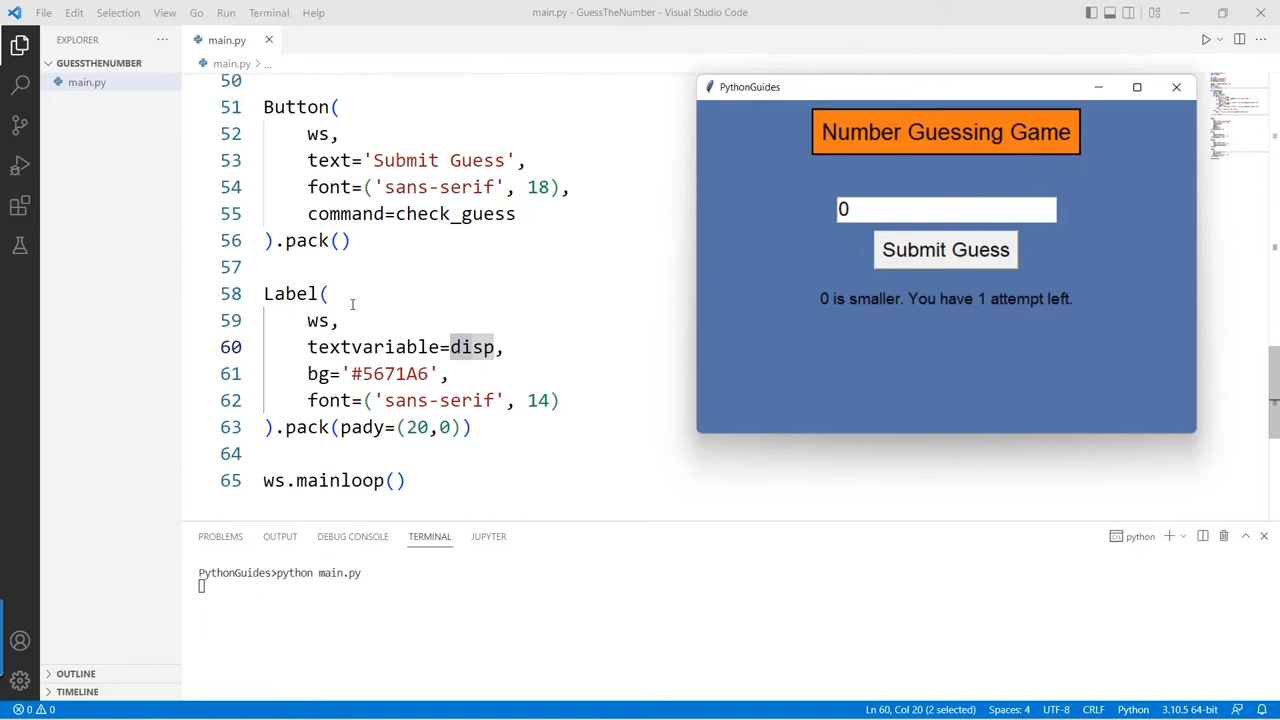 File Edit Selection View Go Run Terminal Help
main.py - GuessTheNumber - Visual Studio Code
EXPLORER
GUESSTHENUMBER
main.py
OUTLINE
TIMELINE
main.py
main.py > ...
50
51 Button(
52 ws,
53 text='Submit Guess',
54 font=('sans-serif', 18),
55 command=check_guess
56 ).pack()
57
58 Label(
59 ws,
60 textvariable=disp,
61 bg='#5671A6',
62 font=('sans-serif', 14)
63 ).pack(pady=(20,0))
64
65 ws.mainloop()
PythonGuides
Number Guessing Game
0
Submit Guess
0 is smaller. You have 1 attempt left.
PROBLEMS OUTPUT DEBUG CONSOLE TERMINAL JUPYTER
python
PythonGuides>python main.py
0 0
Ln 60, Col 20 (2 selected) Spaces: 4 UTF-8 CRLF Python 3.10.5 64-bit